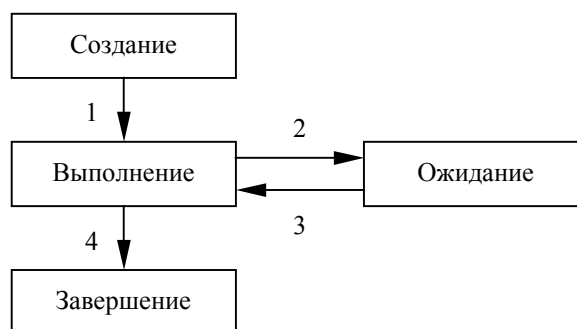 Создание
1
2
Выполнение
Ожидание
3
4
Завершение